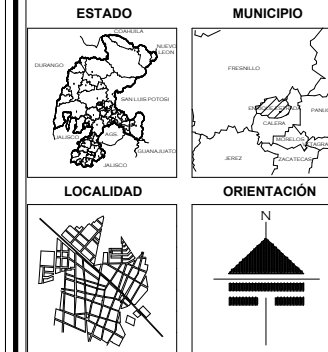 ESTADO
COAHUILA
NUEVO
LEON
DURANGO
SAN LUIS POTOSI
JALISCO
AGS.
GUANAJUATO
JALISCO
MUNICIPIO
FRESNILLO
PANUC
CALERA
MORELOS
JEREZ
ZACATECAS
LOCALIDAD
ORIENTACIÓN
N